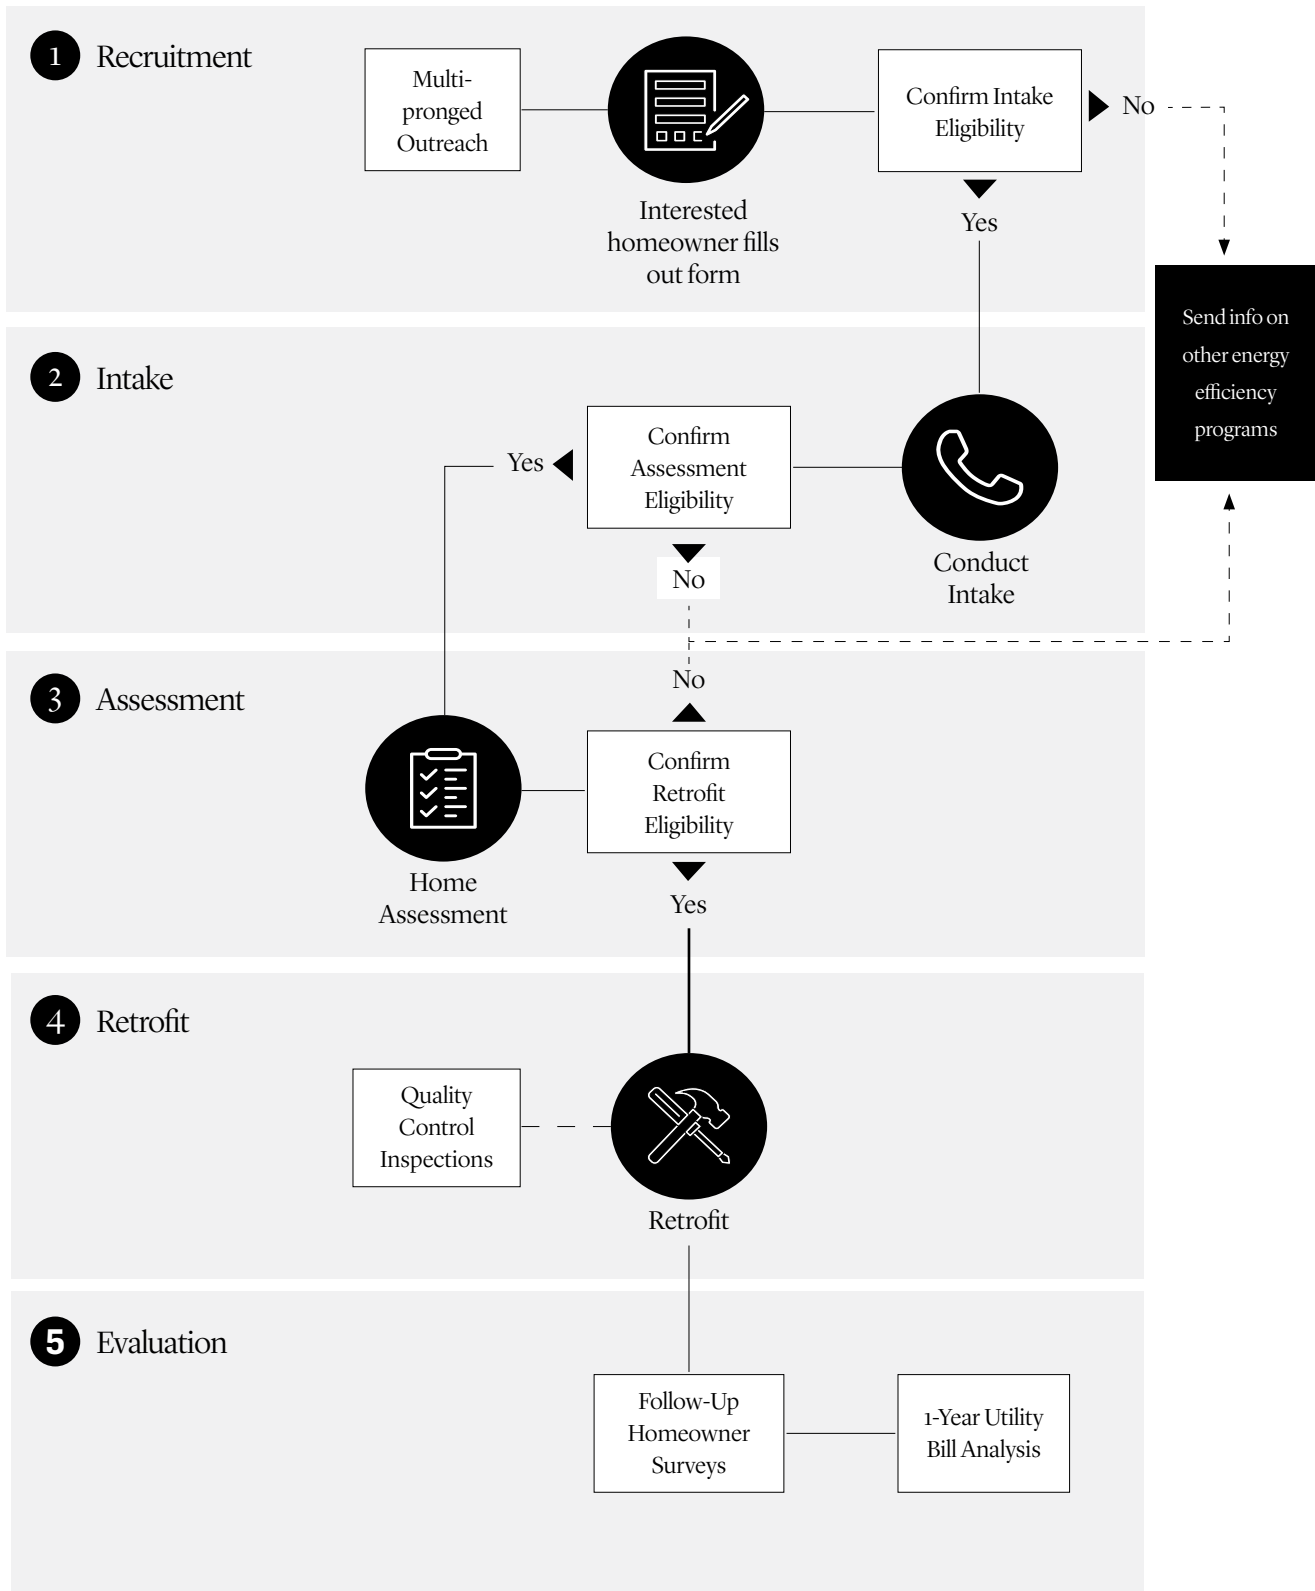 1 Recruitment
Multi-
pronged
Outreach
Interested
homeowner fills
out form
Confirm Intake
Eligibility
No
Yes
Send info on
other energy
efficiency
programs
2 Intake
Conduct
Intake
Confirm
Assessment
Eligibility
Yes
No
3 Assessment
Home
Assessment
No
Confirm
Retrofit
Eligibility
Yes
4 Retrofit
Quality
Control
Inspections
Retrofit
5 Evaluation
Follow-Up
Homeowner
Surveys
1-Year Utility
Bill Analysis